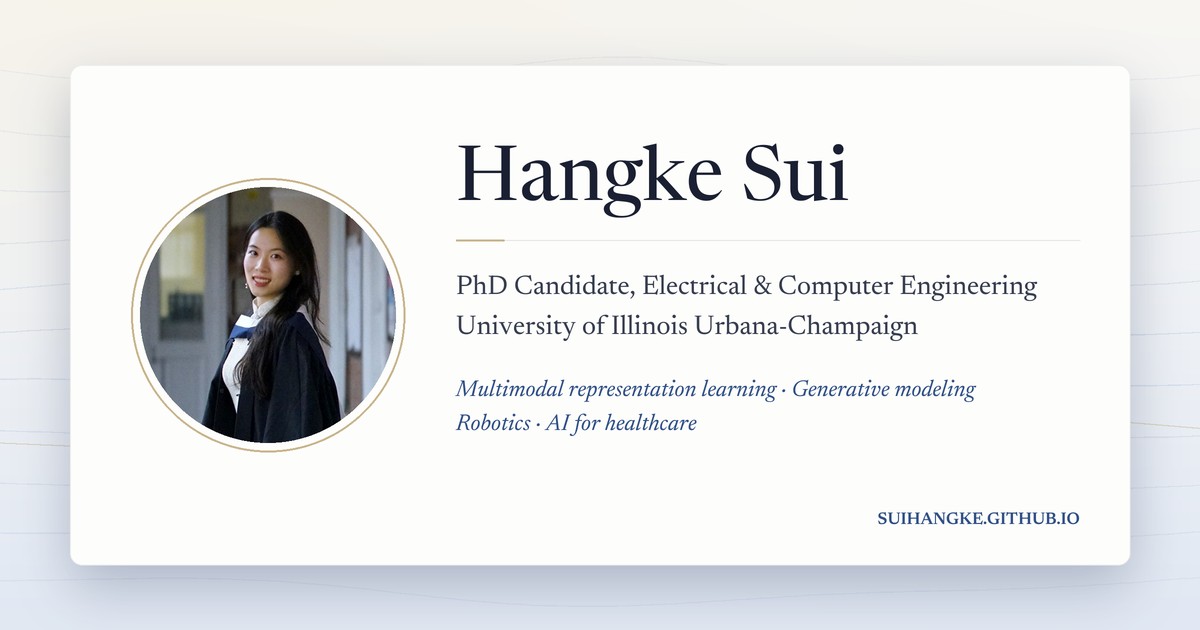 Hangke Sui
PhD Candidate, Electrical & Computer Engineering
University of Illinois Urbana-Champaign
Multimodal representation learning · Generative modeling
Robotics · AI for healthcare
SUIHANGKE.GITHUB.IO